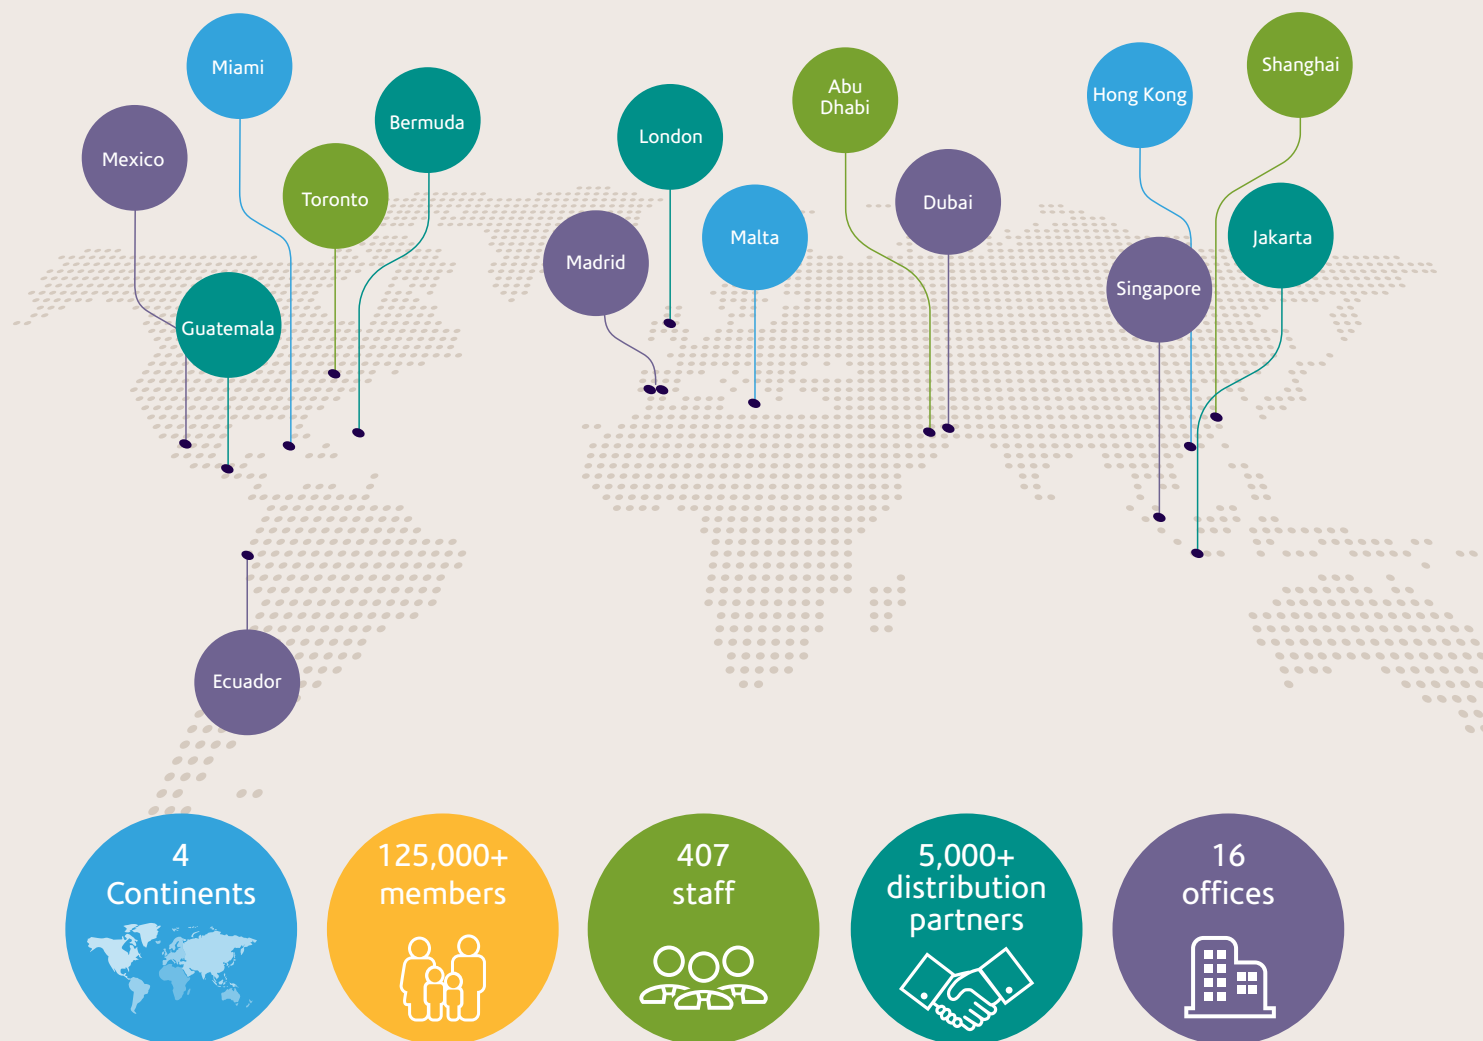 Miami
Shanghai
Hong Kong
Abu
Dhabi
Bermuda
London
Mexico
Toronto
Dubai
Malta
Jakarta
Madrid
Singapore
Guatemala
Ecuador
4
Continents
125,000+
members
407
staff
5,000+
distribution
partners
16
offices